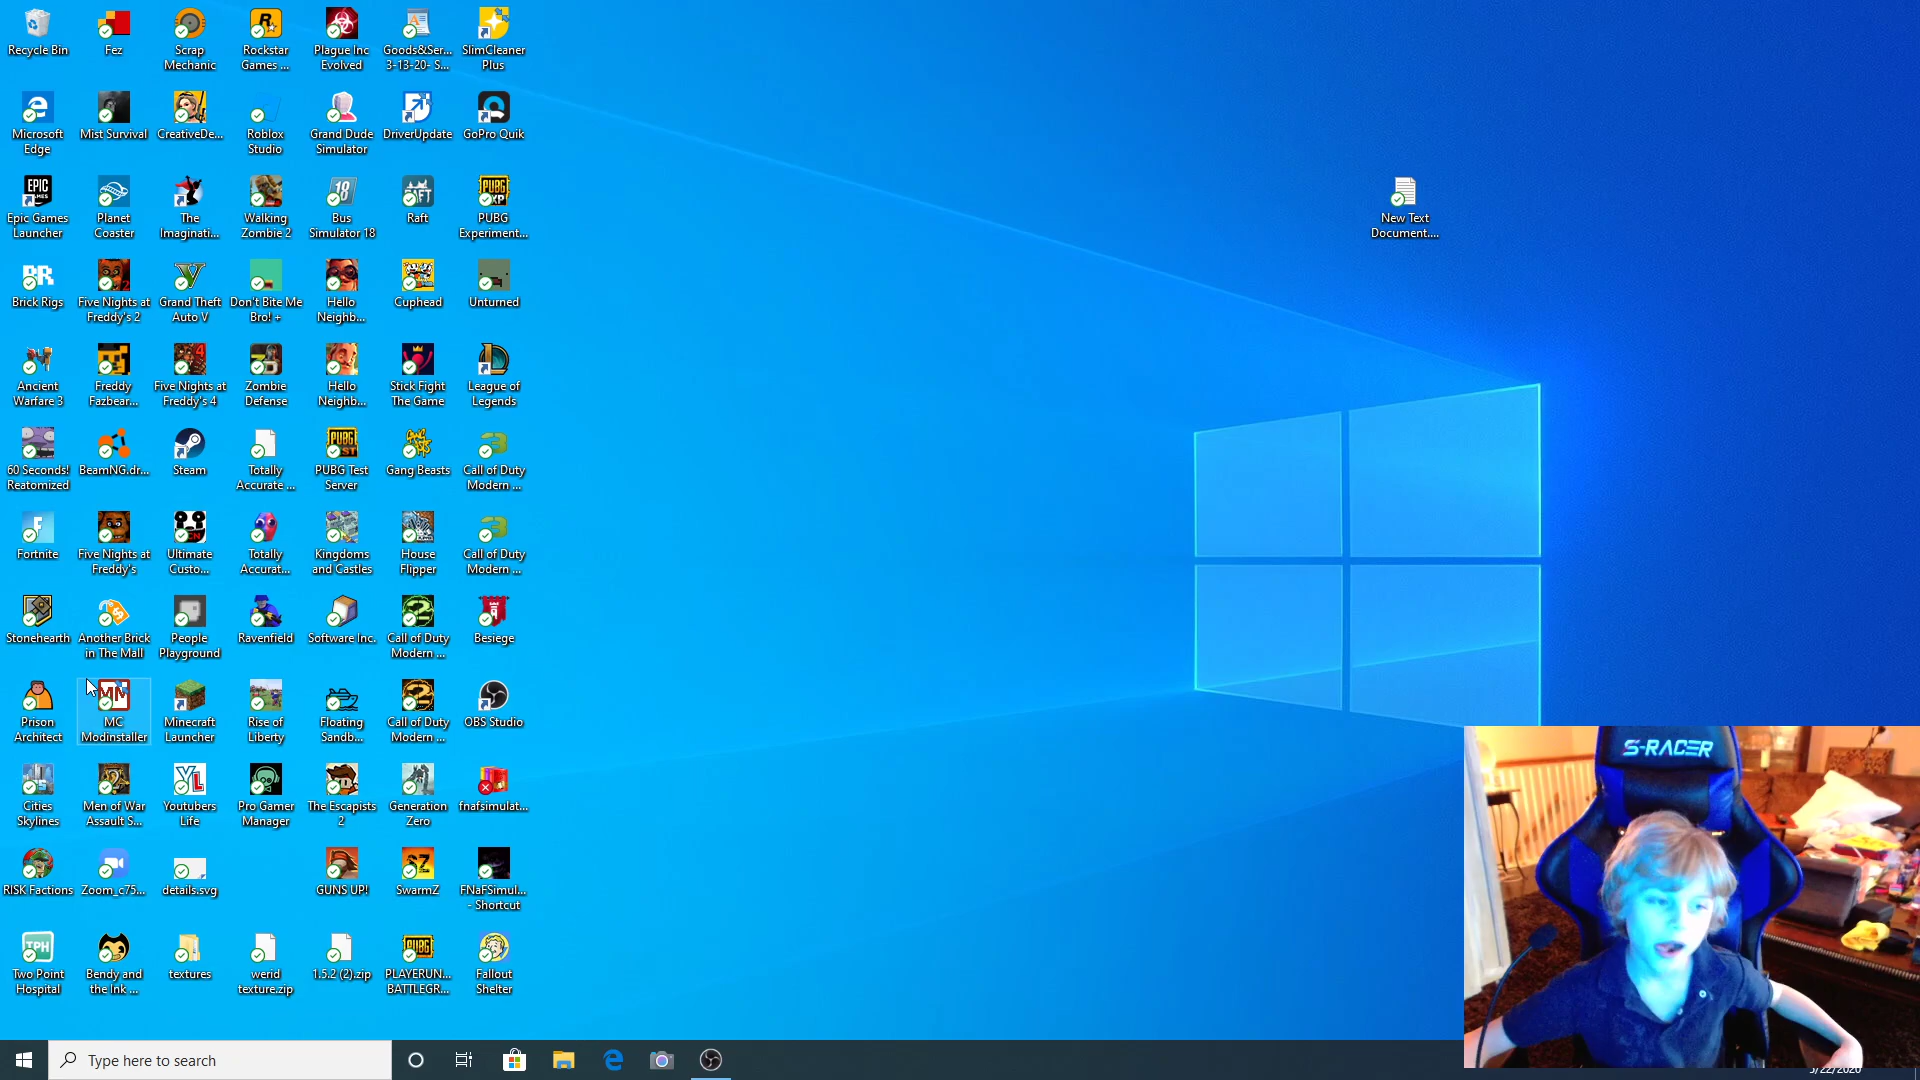 Recycle Bin
Fez
Scrap
Mechanic
Rockstar
Games ...
Plague Inc
Evolved
Goods&Ser...
3-13-20- S...
SlimCleaner
Plus
Microsoft
Edge
Mist Survival
CreativeDe...
Roblox
Studio
Grand Dude
Simulator
DriverUpdate
GoPro Quik
Epic Games
Launcher
Planet
Coaster
The
Imaginati...
Walking
Zombie 2
Bus
Simulator 18
Raft
PUBG
Experiment...
New Text
Document....
Brick Rigs
Five Nights at
Freddy's 2
Grand Theft
Auto V
Don't Bite Me
Bro! +
Hello
Neighb...
Cuphead
Unturned
Ancient
Warfare 3
Freddy
Fazbear...
Five Nights at
Freddy's 4
Zombie
Defense
Hello
Neighb...
Stick Fight
The Game
League of
Legends
60 Seconds!
Reatomized
BeamNG.dr...
Steam
Totally
Accurate ...
PUBG Test
Server
Gang Beasts
Call of Duty
Modern ...
Fortnite
Five Nights at
Freddy's
Ultimate
Custo...
Totally
Accurat...
Kingdoms
and Castles
House
Flipper
Call of Duty
Modern ...
Stonehearth
Another Brick
in The Mall
People
Playground
Ravenfield
Software Inc.
Call of Duty
Modern ...
Besiege
Prison
Architect
MC
Modinstaller
Minecraft
Launcher
Rise of
Liberty
Floating
Sandb...
Call of Duty
Modern ...
OBS Studio
S-RACER
Cities
Skylines
Men of War
Assault S...
Youtubers
Life
Pro Gamer
Manager
The Escapists
2
Generation
Zero
fnafsimulat...
RISK Factions
Zoom_c75...
details.svg
GUNS UP!
SwarmZ
FNaFSimul...
- Shortcut
Two Point
Hospital
Bendy and
the Ink ...
textures
werid
texture.zip
1.5.2 (2).zip
PLAYERUN...
BATTLEGR...
Fallout
Shelter
Type here to search
5/22/2020